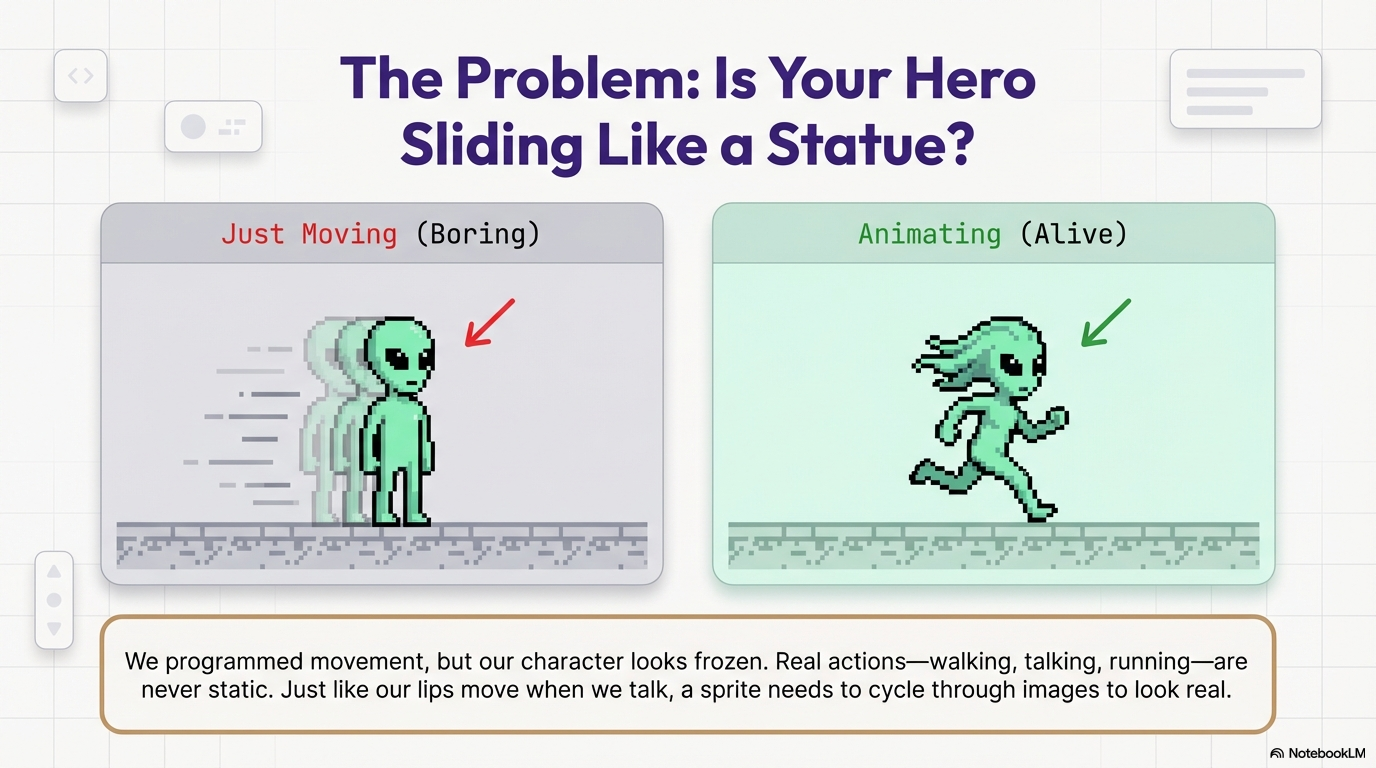 The Problem: Is Your Hero
Sliding Like a Statue?
Just Moving (Boring)
Animating (Alive)
We programmed movement, but our character looks frozen. Real actions—walking, talking, running—are
never static. Just like our lips move when we talk, a sprite needs to cycle through images to look real.
NotebookLM